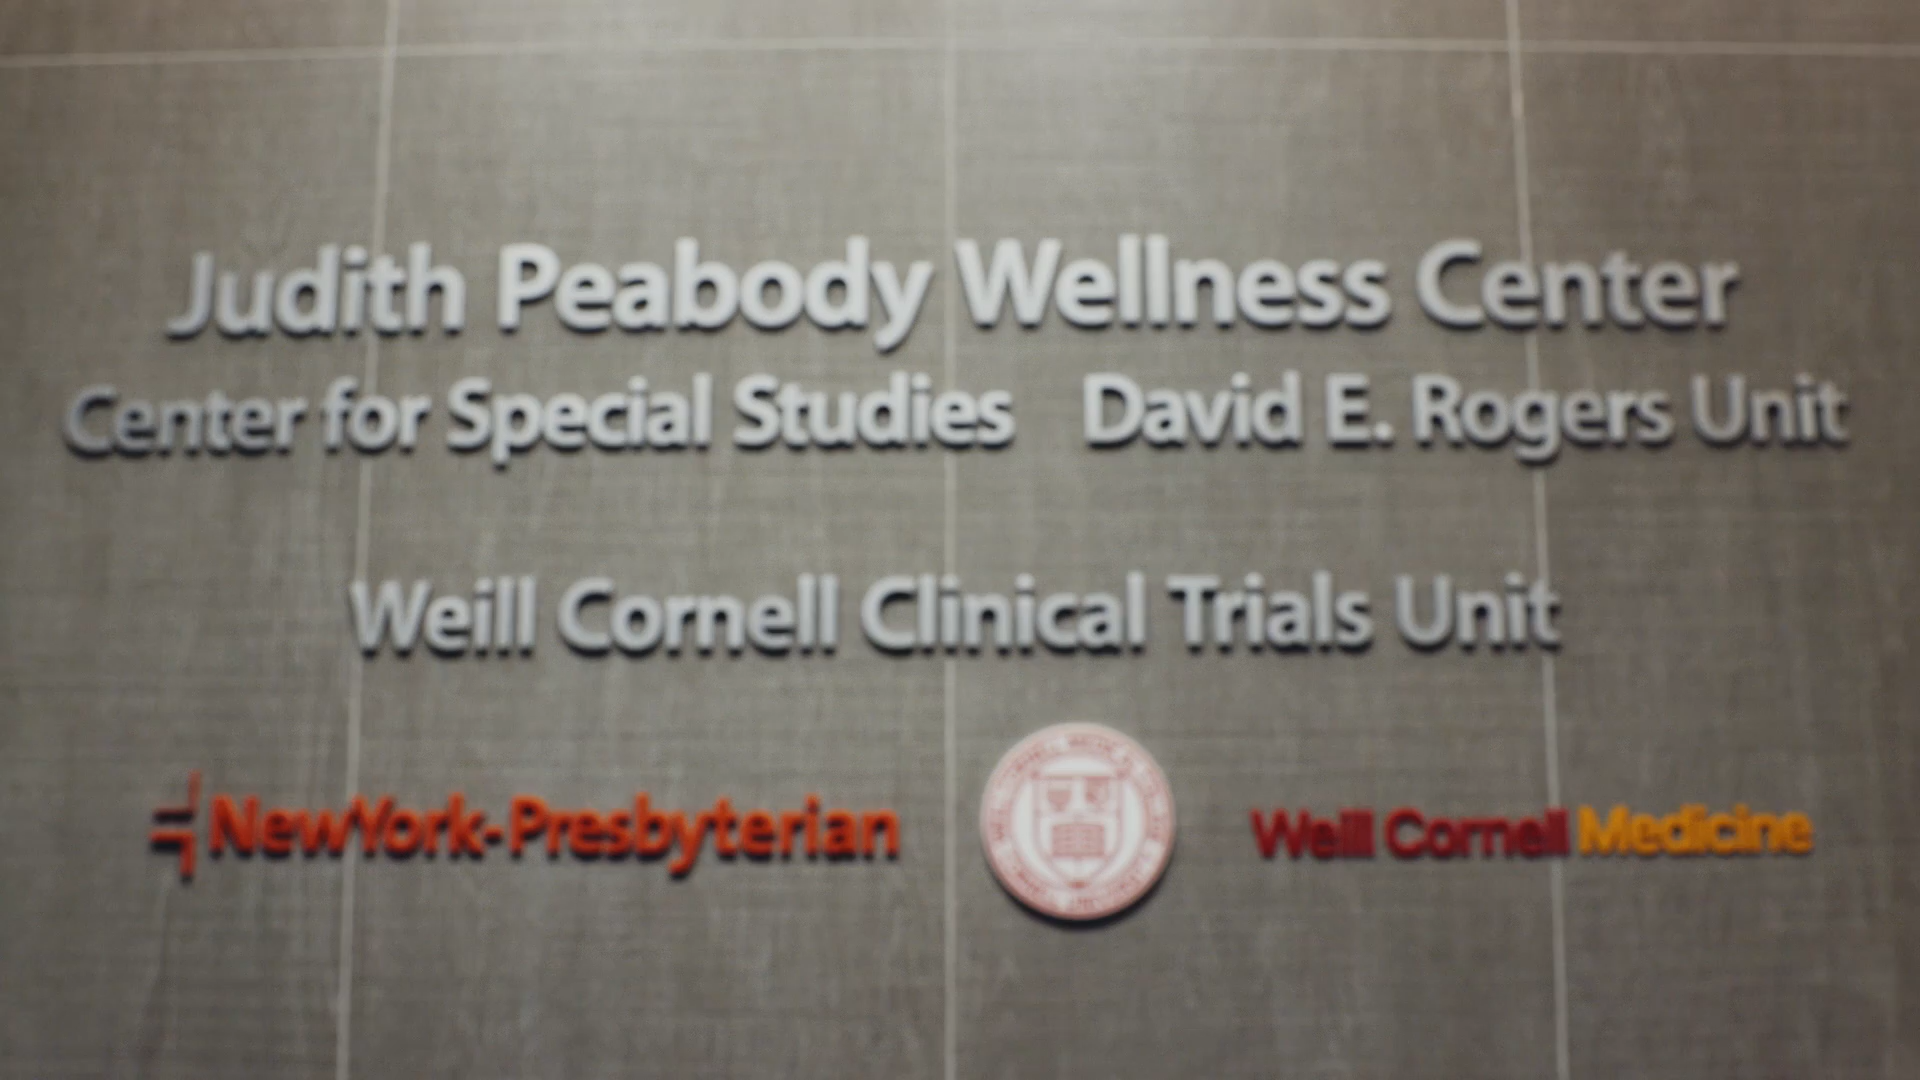 Judith Peabody Wellness Center
Center for Special Studies David E. Rogers Unit
Weill Cornell Clinical Trials Unit
NewYork-Presbyterian
Weill Cornell Medicine